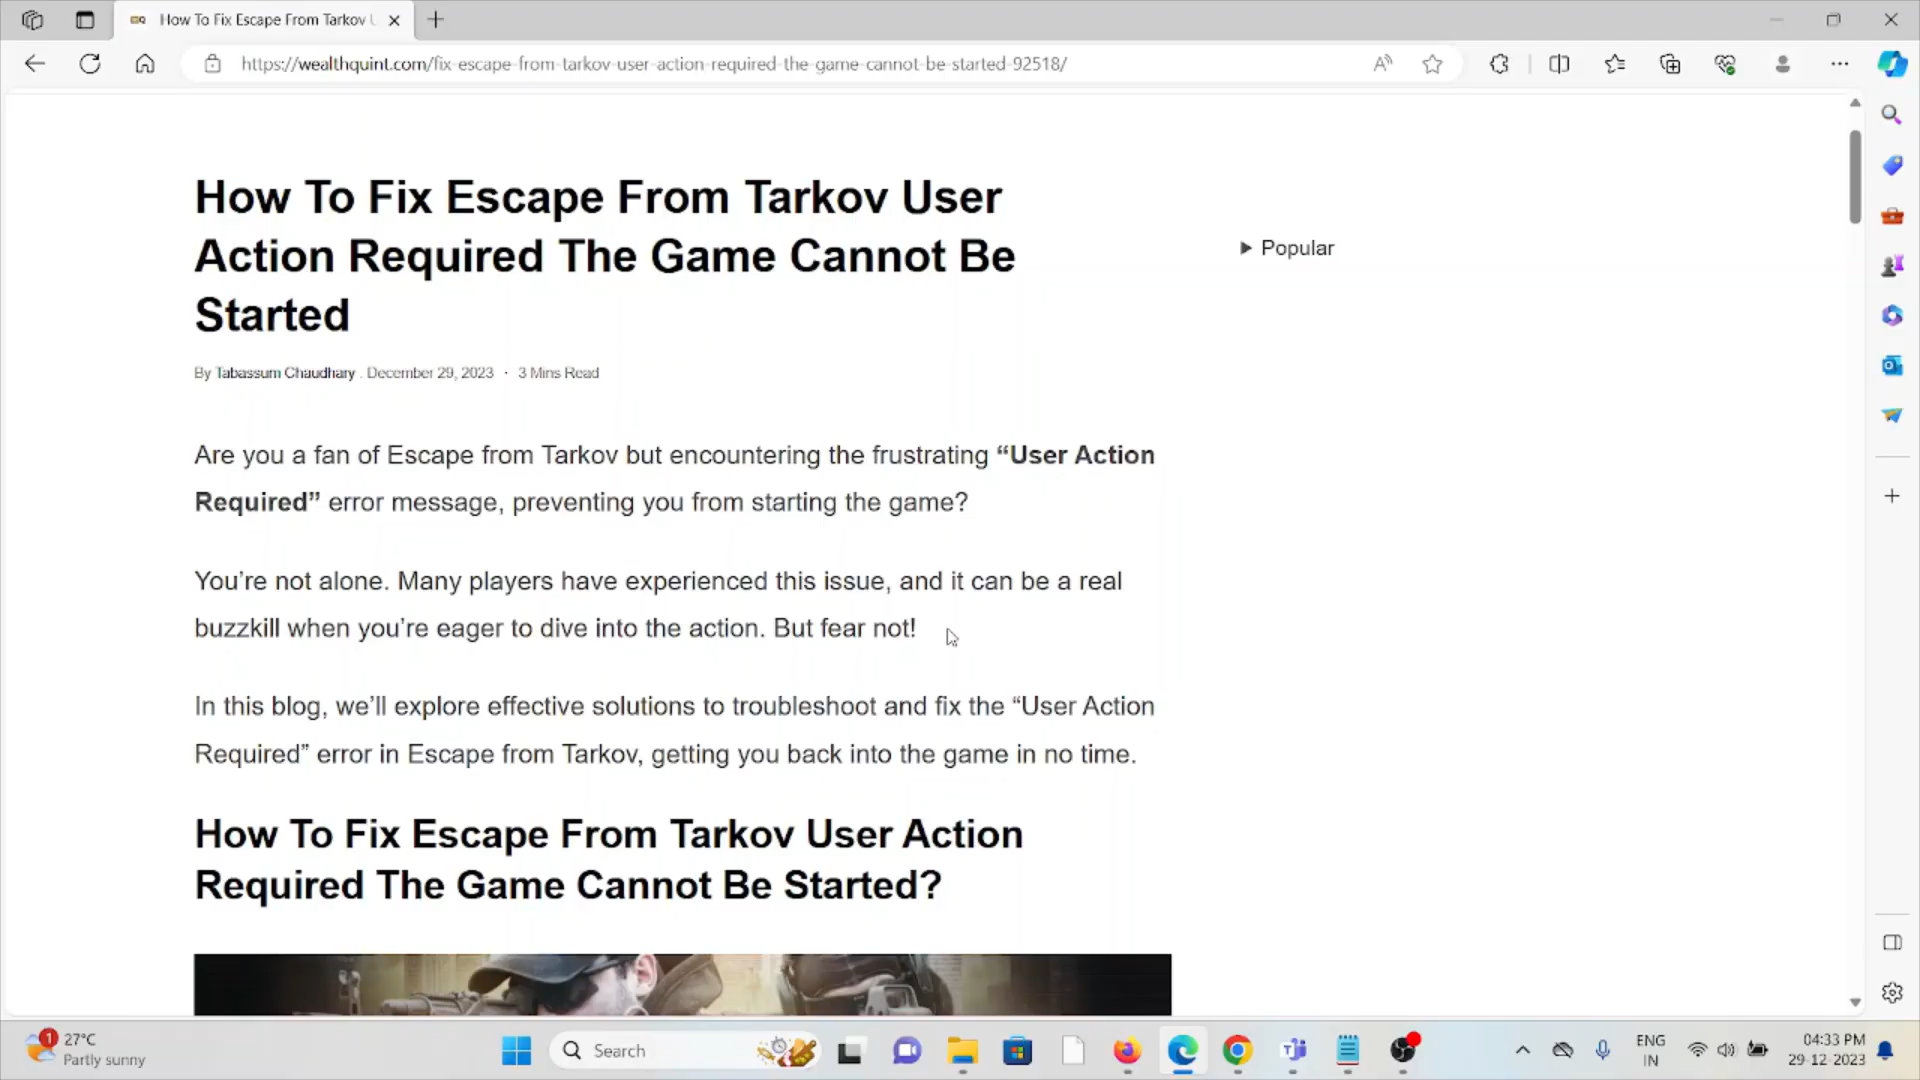 How To Fix Escape From Tarkov U
https://wealthquint.com/fix-escape-from-tarkov-user-action-required-the-game-cannot-be-started-92518/
How To Fix Escape From Tarkov User
Action Required The Game Cannot Be
Started
Popular
By Tabassum Chaudhary . December 29, 2023 · 3 Mins Read
Are you a fan of Escape from Tarkov but encountering the frustrating “User Action
Required” error message, preventing you from starting the game?
You’re not alone. Many players have experienced this issue, and it can be a real
buzzkill when you’re eager to dive into the action. But fear not!
In this blog, we’ll explore effective solutions to troubleshoot and fix the “User Action
Required” error in Escape from Tarkov, getting you back into the game in no time.
How To Fix Escape From Tarkov User Action
Required The Game Cannot Be Started?
1
27°C
Partly sunny
Search
ENG
IN
04:33 PM
29-12-2023